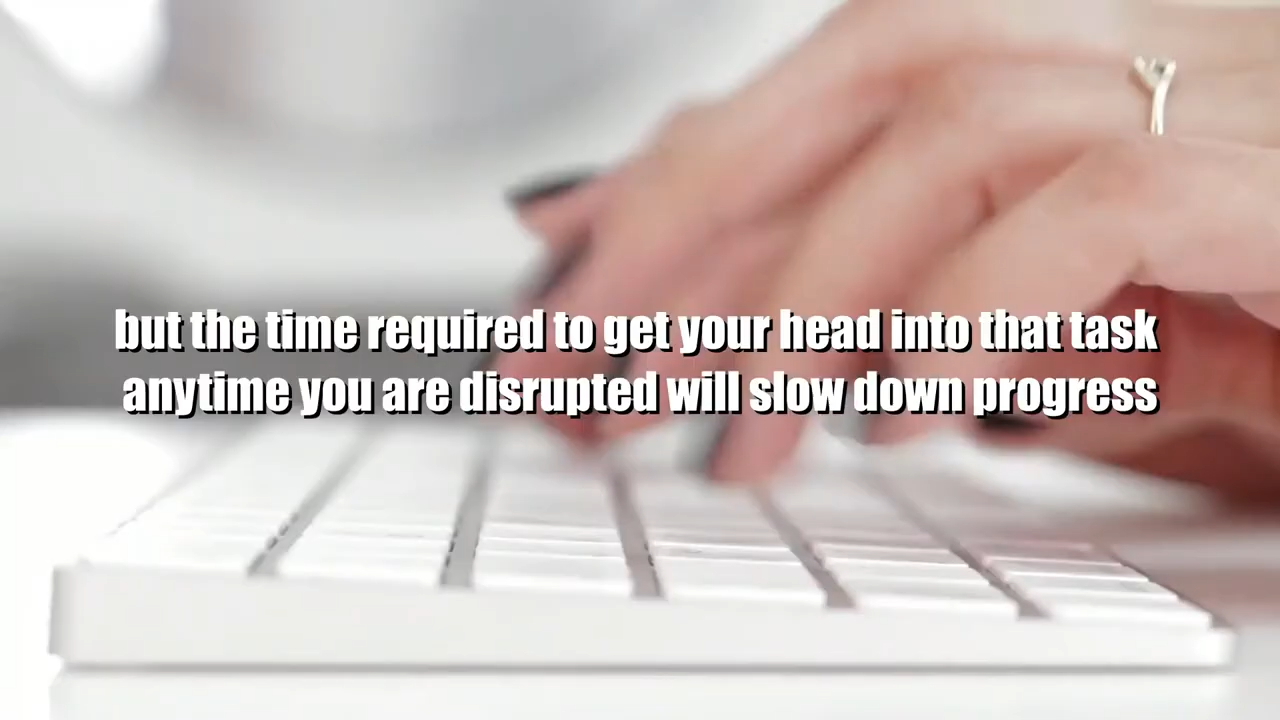 but the time required to get your head into that task
anytime you are disrupted will slow down progress